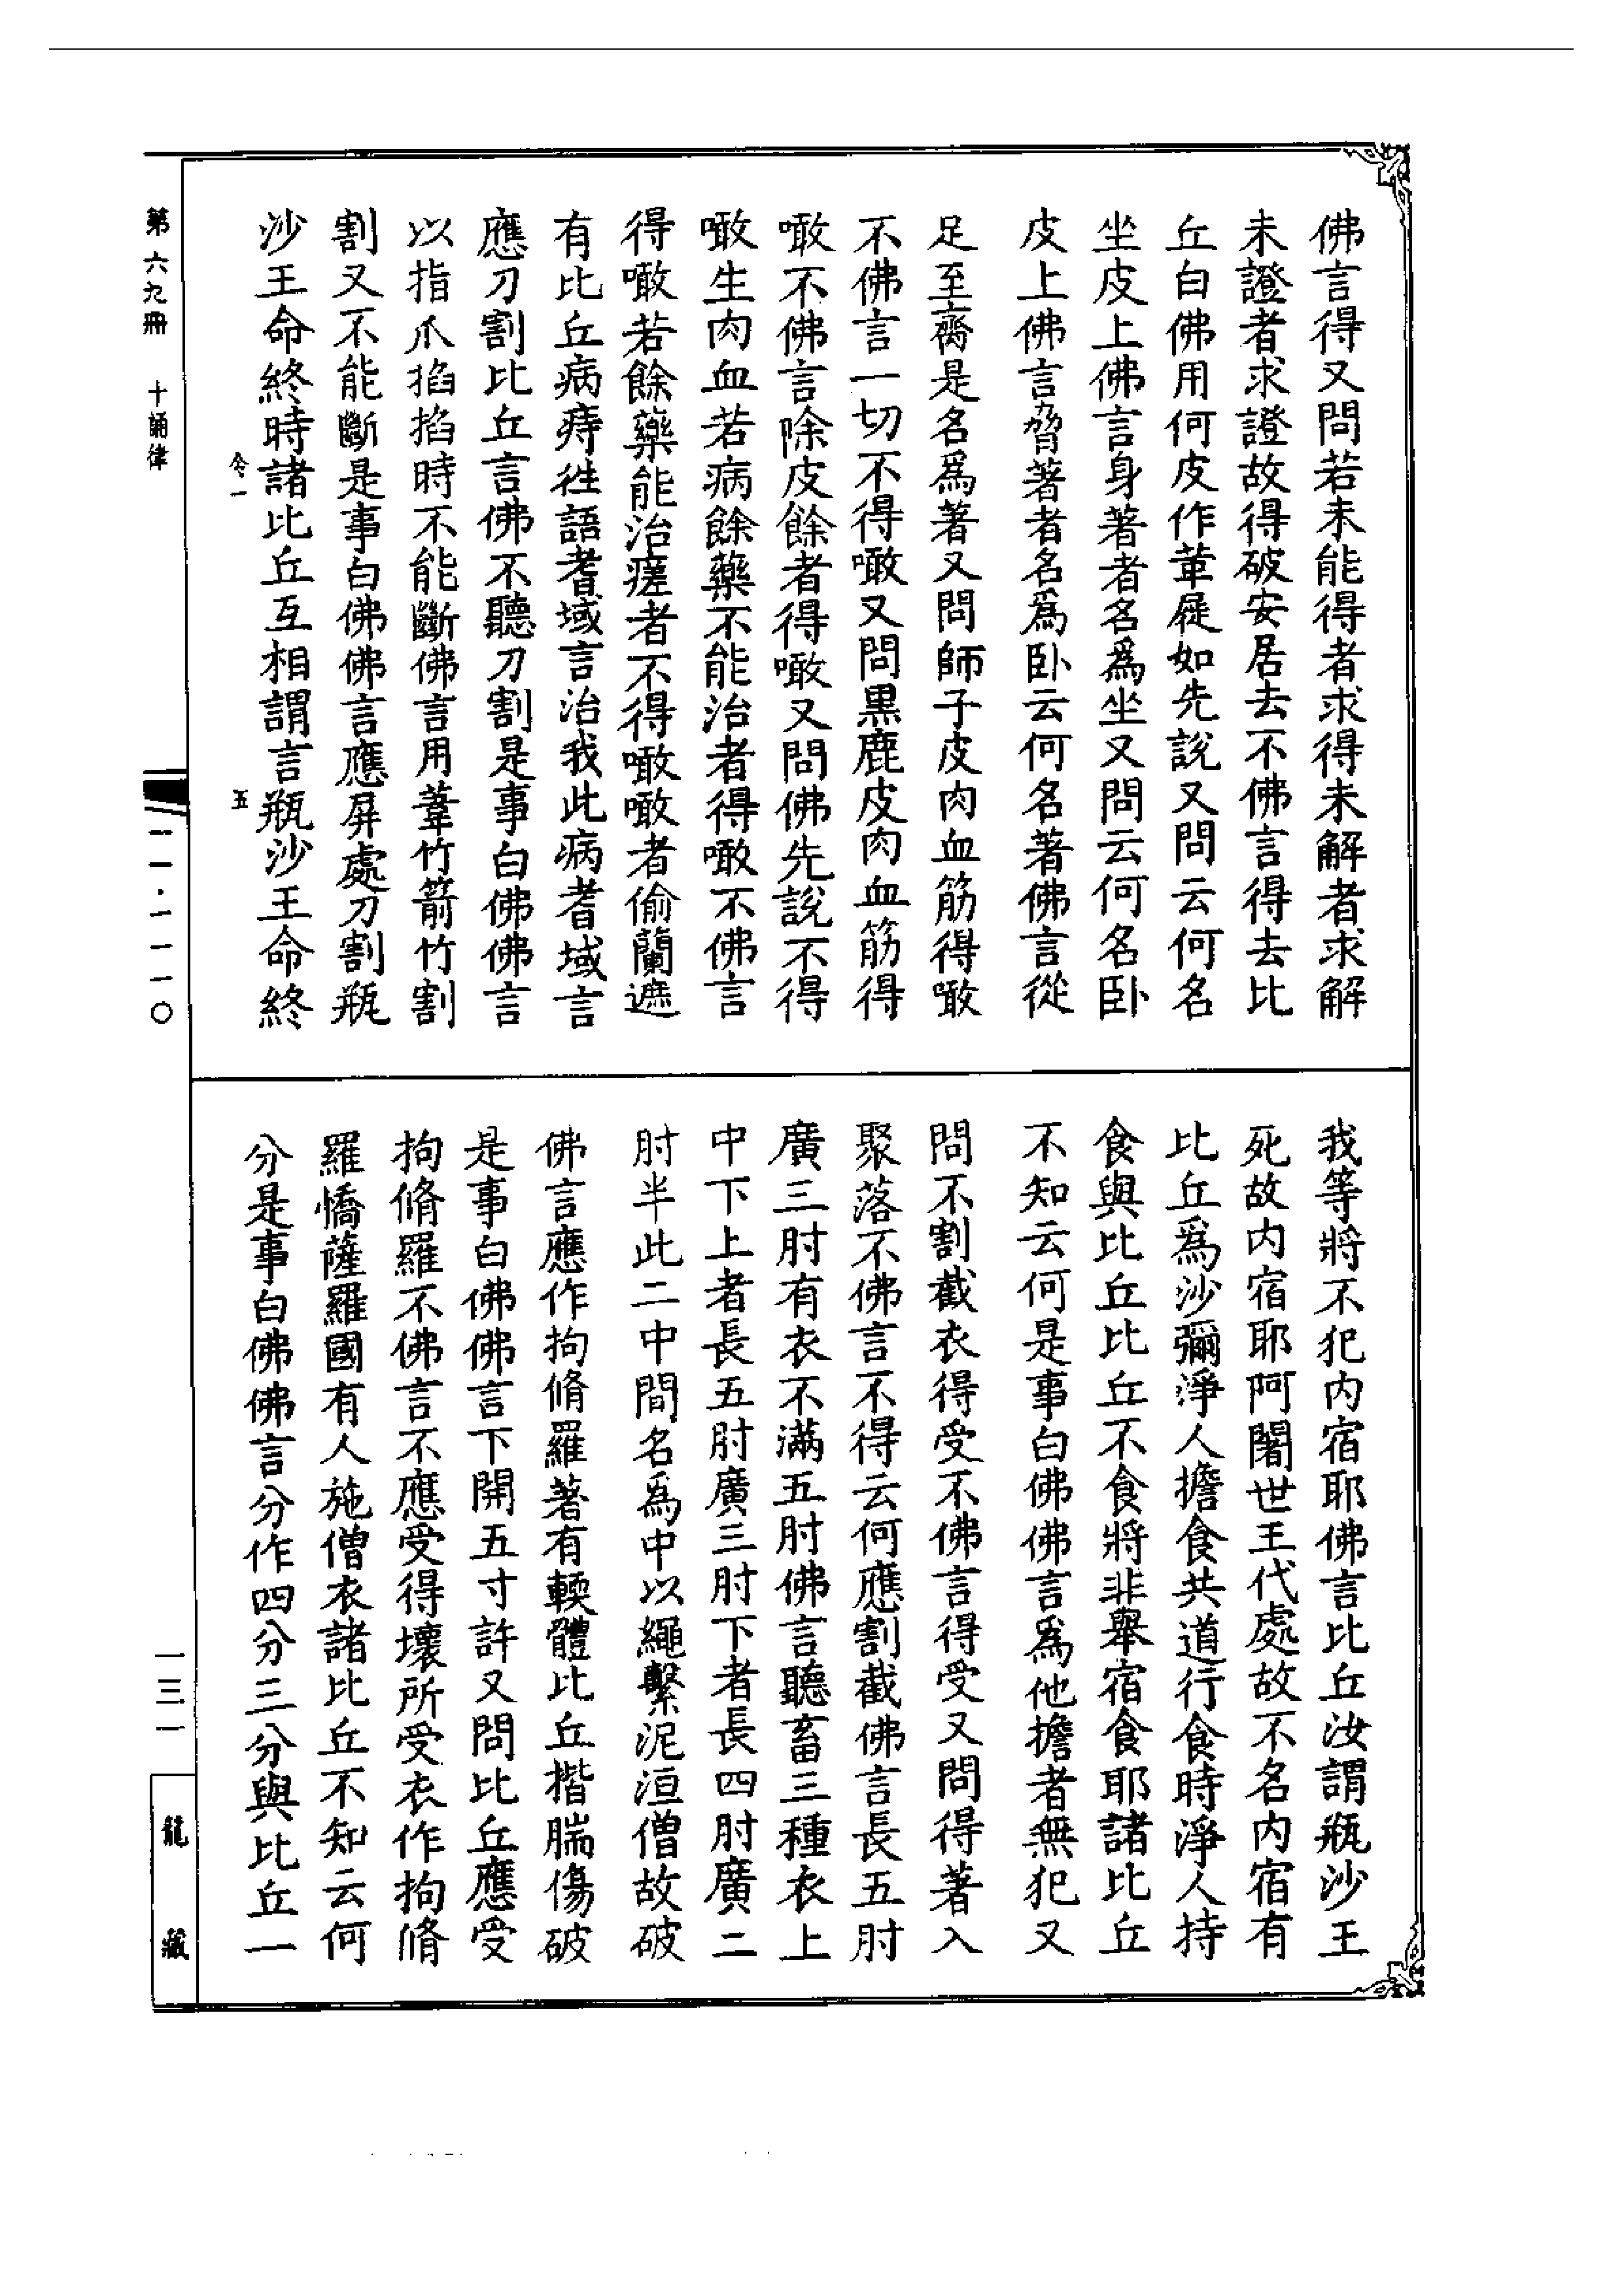 佛言得又問若未能得者求得未解者求解
未證者求證故得破安居去不佛言得去比
丘白佛用何皮作葦屣如先說又問云何名
坐皮上佛言身著者名爲坐又問云何名臥
皮上佛言脅著者名爲臥云何名著佛言從
足至䐡是名爲著又問師子皮肉血筋得噉
不佛言一切不得噉又問黒鹿皮肉血筋得
噉不佛言除皮餘者得噉又問佛先說不得
噉生肉血若病餘藥不能治者得噉不佛言
得噉若餘藥能治瘥者不得噉噉者偷蘭遮
有比丘病痔徃語耆域言治我此病耆域言
應刀割比丘言佛不聽刀割是事白佛佛言
以指爪掐掐時不能斷佛言用葦竹箭竹割
割又不能斷是事白佛佛言應屏處刀割瓶
沙王命終時諸比丘互相謂言瓶沙王命終
我等將不犯内宿耶佛言比丘汝謂瓶沙王
死故内宿耶阿闍世王代處故不名内宿有
比丘爲沙彌淨人擔食共道行食時淨人持
食與比丘比丘不食將非舉宿食耶諸比丘
不知云何是事白佛佛言爲他擔者無犯又
問不割截衣得受不佛言得受又問得著入
聚落不佛言不得云何應割截佛言長五肘
廣三肘有衣不滿五肘佛言聽畜三種衣上
中下上者長五肘廣三肘下者長四肘廣二
肘半此二中間名爲中以繩繫泥洹僧故破
佛言應作拘脩羅著有輭體比丘揩腨傷破
是事白佛佛言下開五寸許又問比丘應受
拘脩羅不佛言不應受得壞所受衣作拘脩
羅憍薩羅國有人施僧衣諸比丘不知云何
分是事白佛佛言分作四分三分與比丘一
令一 五
第六九冊 十誦律 一一·一一一〇 一三一
龍藏